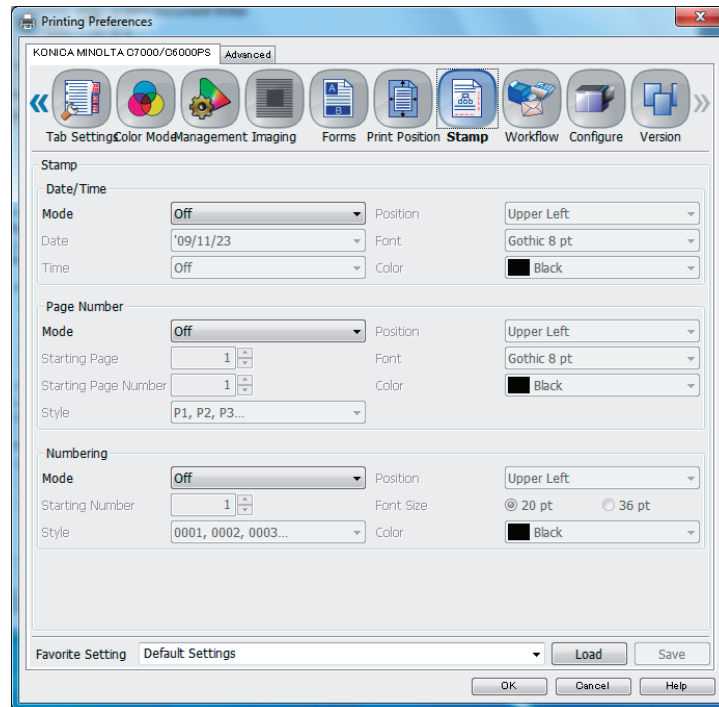 Printing Preferences
KONICA MINOLTA C7000/C6000PS Advanced
Tab Settings Color Mode Management Imaging Forms Print Position Stamp Workflow Configure Version
Stamp
Date/Time
Mode Off Position Upper Left
Date '09/11/23 Font Gothic 8 pt
Time Off Color Black
Page Number
Mode Off Position Upper Left
Starting Page 1 Font Gothic 8 pt
Starting Page Number 1 Color Black
Style P1, P2, P3...
Numbering
Mode Off Position Upper Left
Starting Number 1 Font Size 20 pt 36 pt
Style 0001, 0002, 0003... Color Black
Favorite Setting Default Settings Load Save
OK Cancel Help